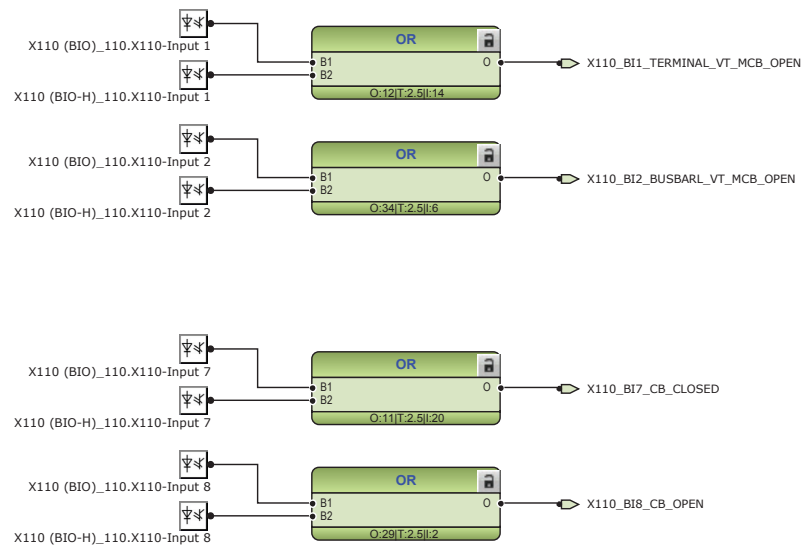 X110 (BIO)_110.X110-Input 1
X110 (BIO-H)_110.X110-Input 1
OR
B1
B2
O
O:12|T:2.5|I:14
X110_BI1_TERMINAL_VT_MCB_OPEN
X110 (BIO)_110.X110-Input 2
X110 (BIO-H)_110.X110-Input 2
OR
B1
B2
O
O:34|T:2.5|I:6
X110_BI2_BUSBARL_VT_MCB_OPEN
X110 (BIO)_110.X110-Input 7
X110 (BIO-H)_110.X110-Input 7
OR
B1
B2
O
O:11|T:2.5|I:20
X110_BI7_CB_CLOSED
X110 (BIO)_110.X110-Input 8
X110 (BIO-H)_110.X110-Input 8
OR
B1
B2
O
O:29|T:2.5|I:2
X110_BI8_CB_OPEN